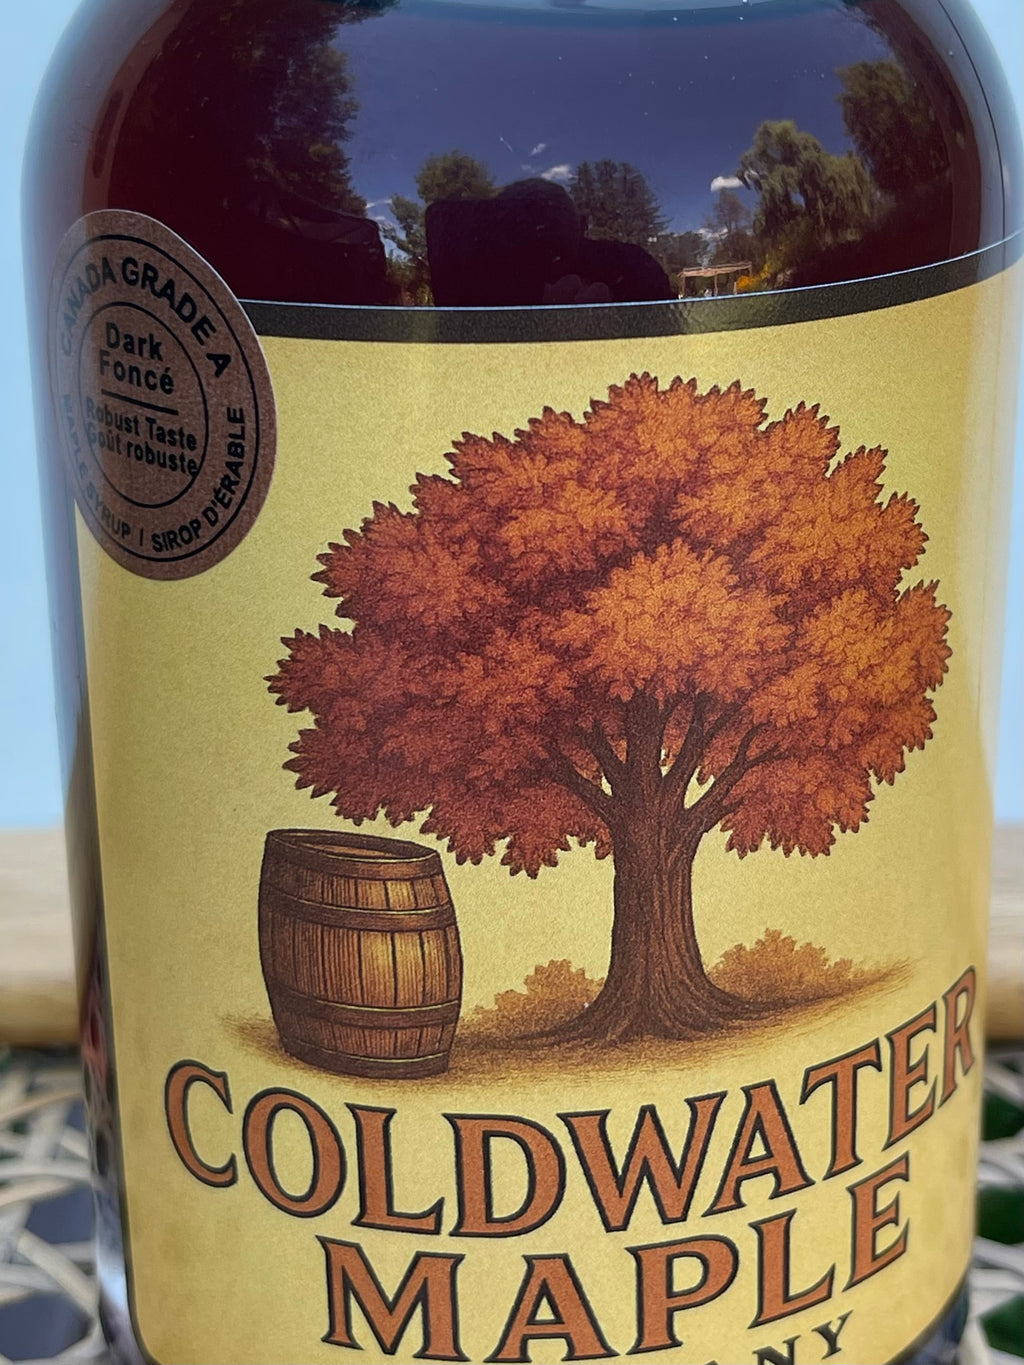 CANADA GRADE A
Dark
Foncé
Robust Taste
Goût robuste
MAPLE SYRUP | SIROP D'ÉRABLE
COLDWATER
MAPLE